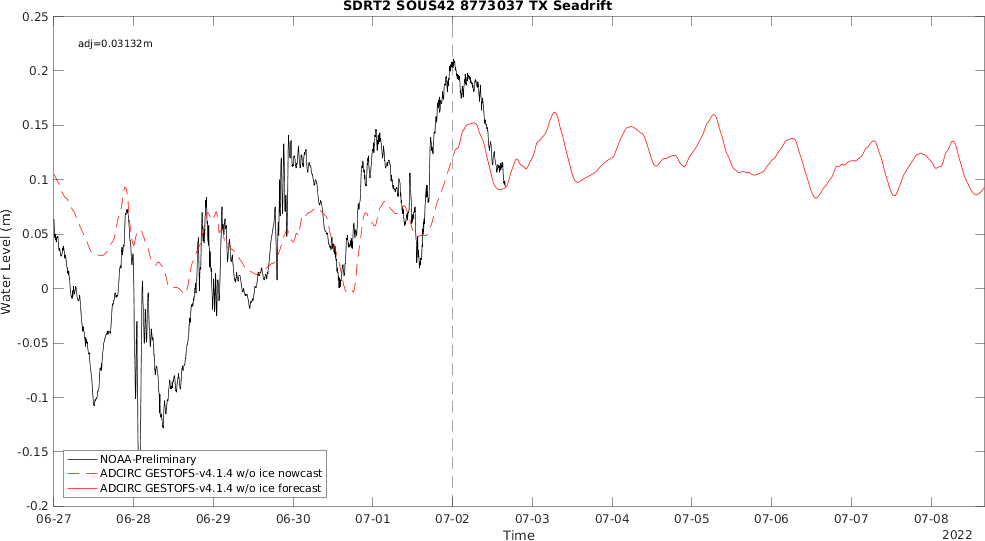 SDRT2 SOUS42 8773037 TX Seadrift
adj=0.03132m
0.25
0.2
0.15
0.1
0.05
0
-0.05
-0.1
-0.15
-0.2
Water Level (m)
NOAA-Preliminary
ADCIRC GESTOFS-v4.1.4 w/o ice nowcast
ADCIRC GESTOFS-v4.1.4 w/o ice forecast
06-27 06-28 06-29 06-30 07-01 07-02 07-03 07-04 07-05 07-06 07-07 07-08
Time
2022